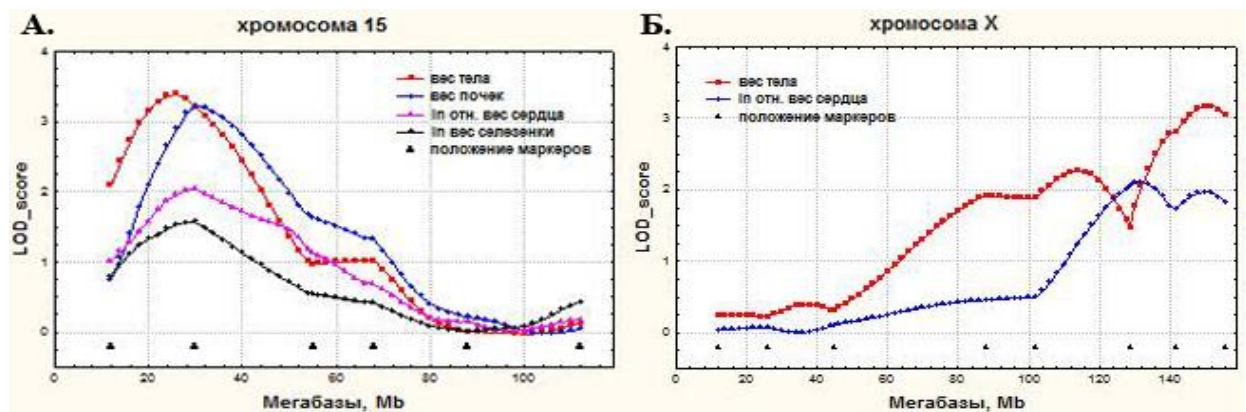 А.
хромосома 15
LOD_score
4
3
2
1
0
вес тела
вес почек
ln отн. вес сердца
ln вес селезенки
положение маркеров
0 20 40 60 80 100
Мегабазы, Mb
Б.
хромосома X
LOD_score
4
3
2
1
0
вес тела
ln отн. вес сердца
положение маркеров
0 20 40 60 80 100 120 140
Мегабазы, Mb